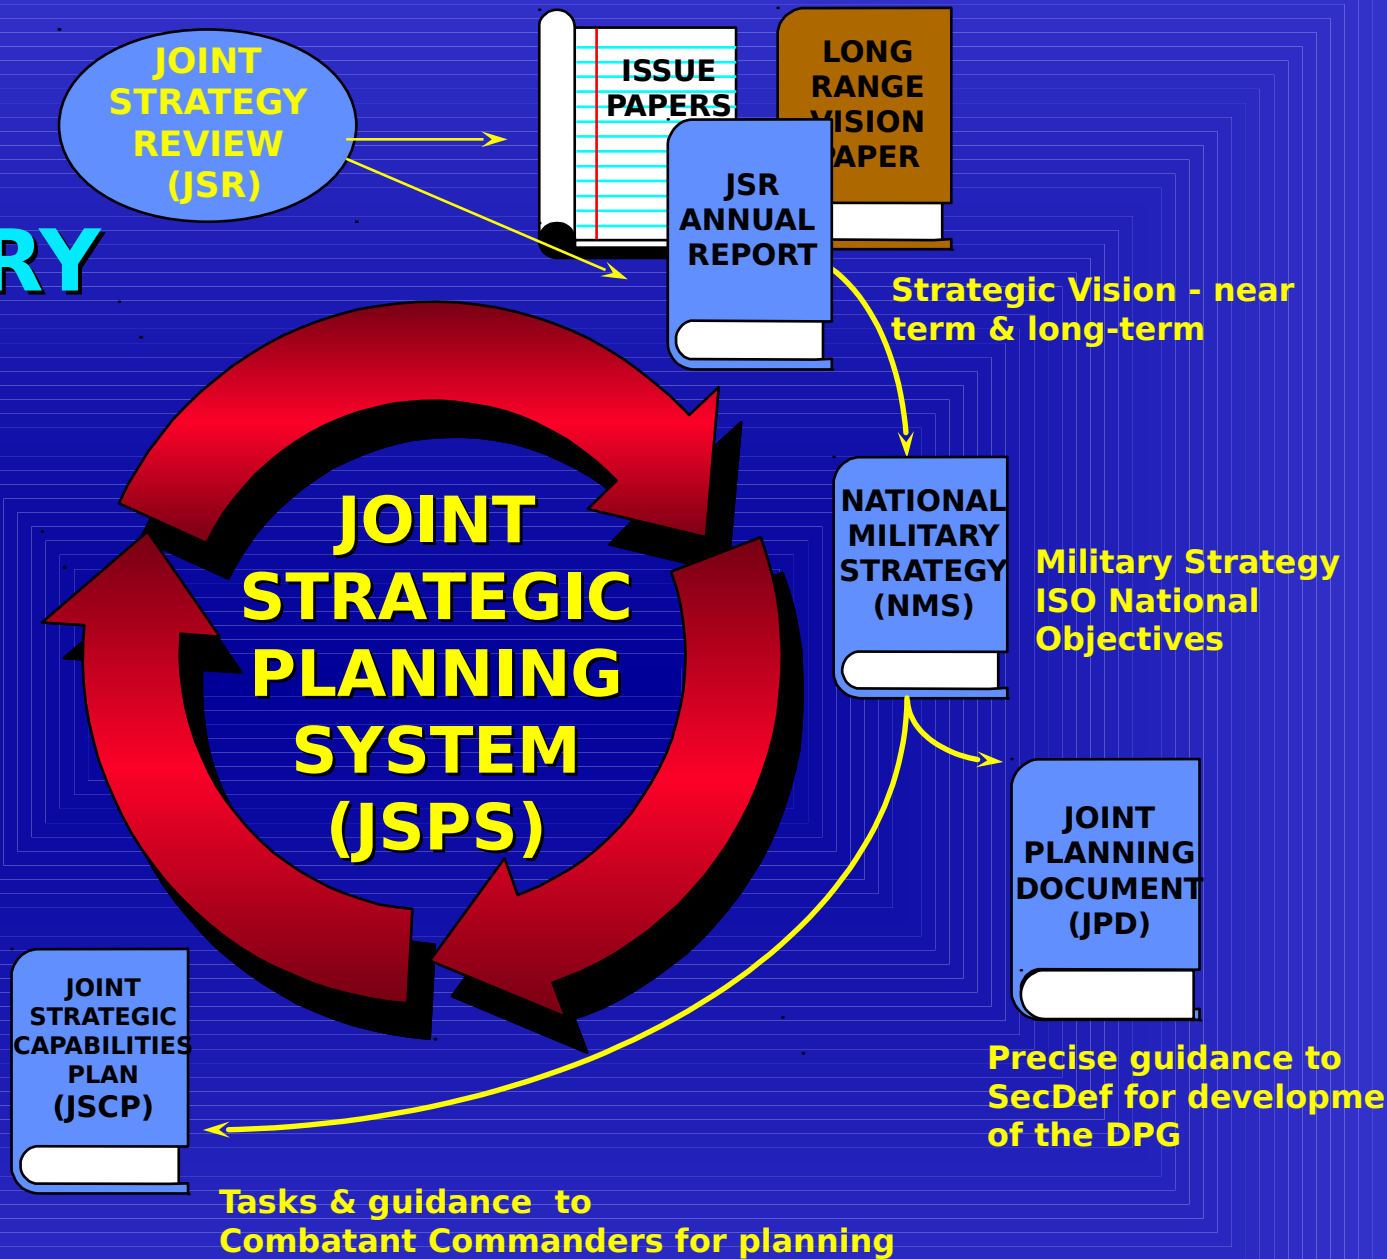 JOINT
STRATEGY
REVIEW
(JSR)
ISSUE
PAPERS
LONG
RANGE
VISION
PAPER
JSR
ANNUAL
REPORT
RY
Strategic Vision - near
term & long-term
JOINT
STRATEGIC
PLANNING
SYSTEM
(JSPS)
NATIONAL
MILITARY
STRATEGY
(NMS)
Military Strategy
ISO National
Objectives
JOINT
PLANNING
DOCUMENT
(JPD)
Precise guidance to
SecDef for developme
of the DPG
JOINT
STRATEGIC
CAPABILITIES
PLAN
(JSCP)
Tasks & guidance  to
Combatant Commanders for planning